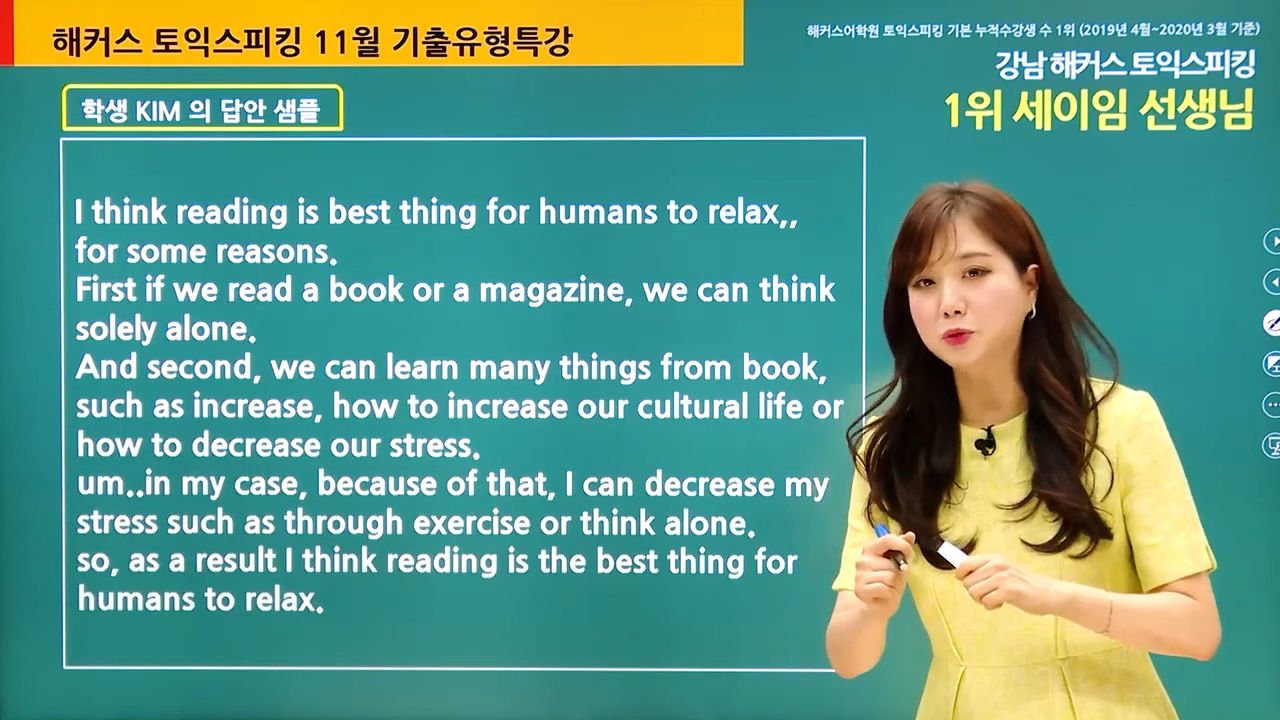 해커스 토익스피킹 11월 기출유형특강
해커스어학원 토익스피킹 기본 누적수강생 수 1위 (2019년 4월~2020년 3월 기준)
강남 해커스 토익스피킹
1위 세이임 선생님
학생 KIM 의 답안 샘플
I think reading is best thing for humans to relax,,
for some reasons.
First if we read a book or a magazine, we can think
solely alone.
And second, we can learn many things from book,
such as increase, how to increase our cultural life or
how to decrease our stress.
um..in my case, because of that, I can decrease my
stress such as through exercise or think alone.
so, as a result I think reading is the best thing for
humans to relax.